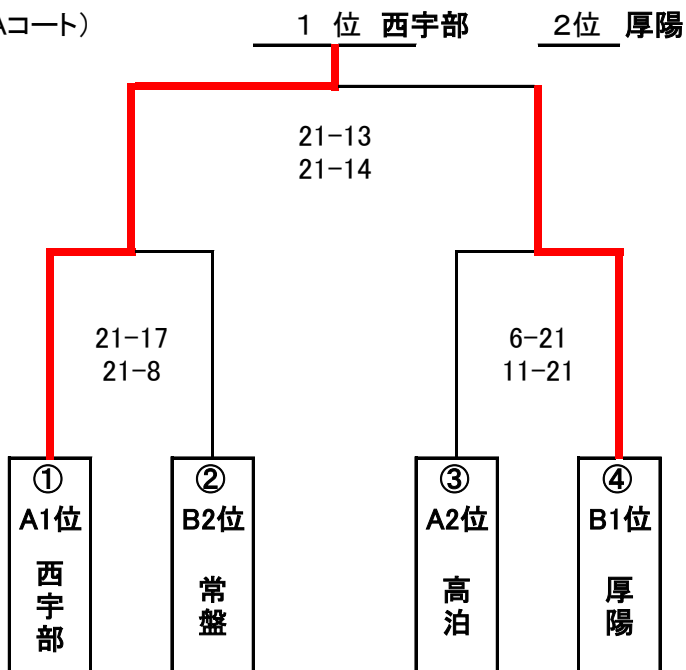 Aコート）
1 位 西宇部
2位 厚陽
21-13
21-14
21-17
21-8
6-21
11-21
①
A1位
西宇部
②
B2位
常盤
③
A2位
高泊
④
B1位
厚陽